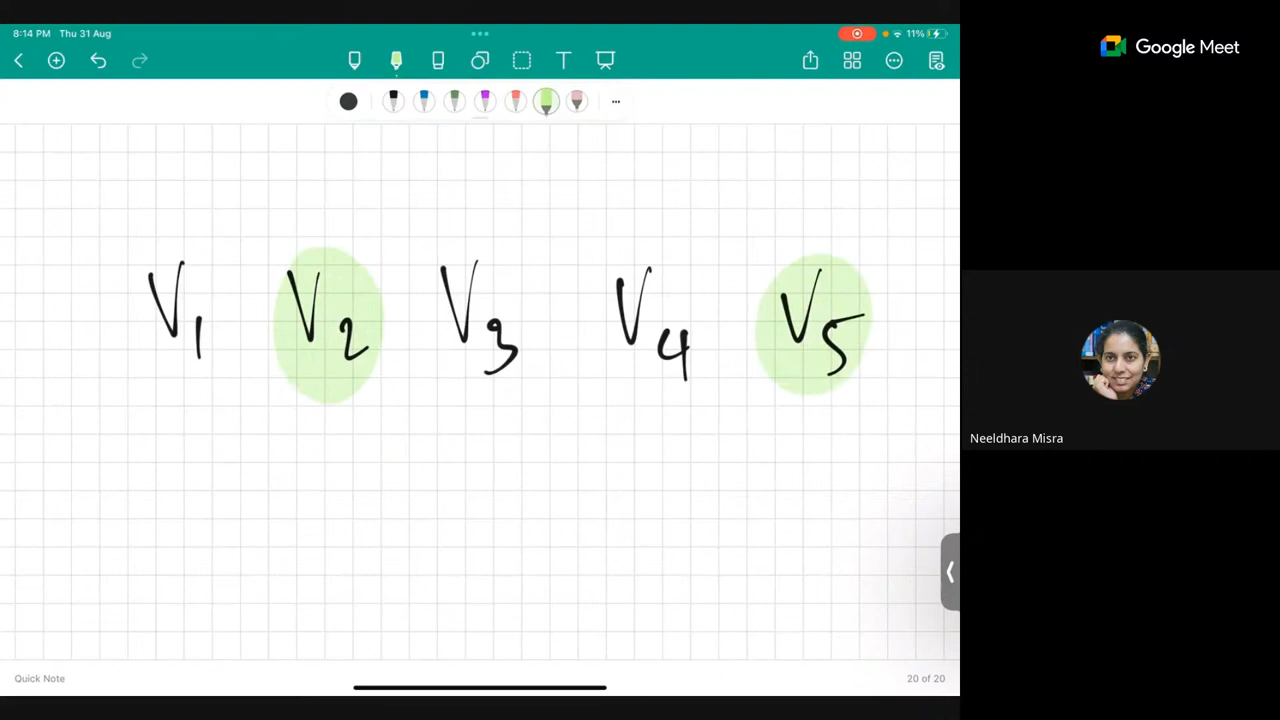 8:14 PM Thu 31 Aug
11%
Google Meet
T
V1 V2 V3 V4 V5
Neeldhara Misra
Quick Note
20 of 20